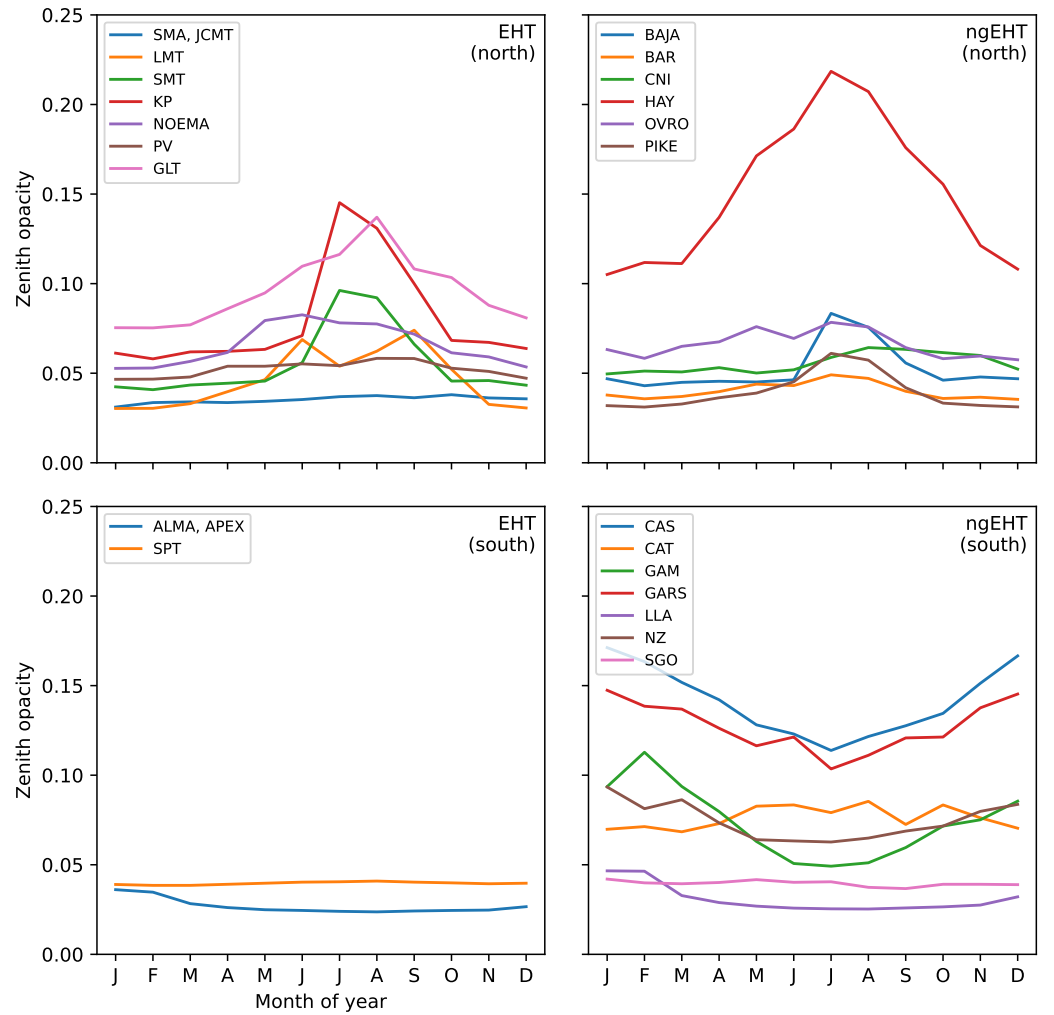 0.25
0.20
0.15
0.10
0.05
0.00
Zenith opacity
SMA, JCMT
LMT
SMT
KP
NOEMA
PV
GLT
EHT
(north)
BAJA
BAR
CNI
HAY
OVRO
PIKE
ngEHT
(north)
0.25
0.20
0.15
0.10
0.05
0.00
Zenith opacity
ALMA, APEX
SPT
EHT
(south)
J F M A M J J A S O N D
Month of year
CAS
CAT
GAM
GARS
LLA
NZ
SGO
ngEHT
(south)
J F M A M J J A S O N D